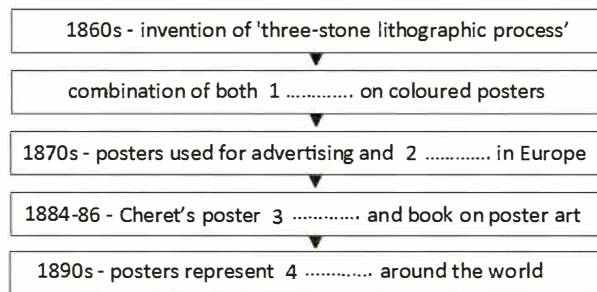 1860s - invention of 'three-stone lithographic process’
combination of both 1 ............. on coloured posters
1870s - posters used for advertising and 2 ............. in Europe
1884-86 - Cheret's poster 3 ............. and book on poster art
1890s - posters represent 4 ............. around the world